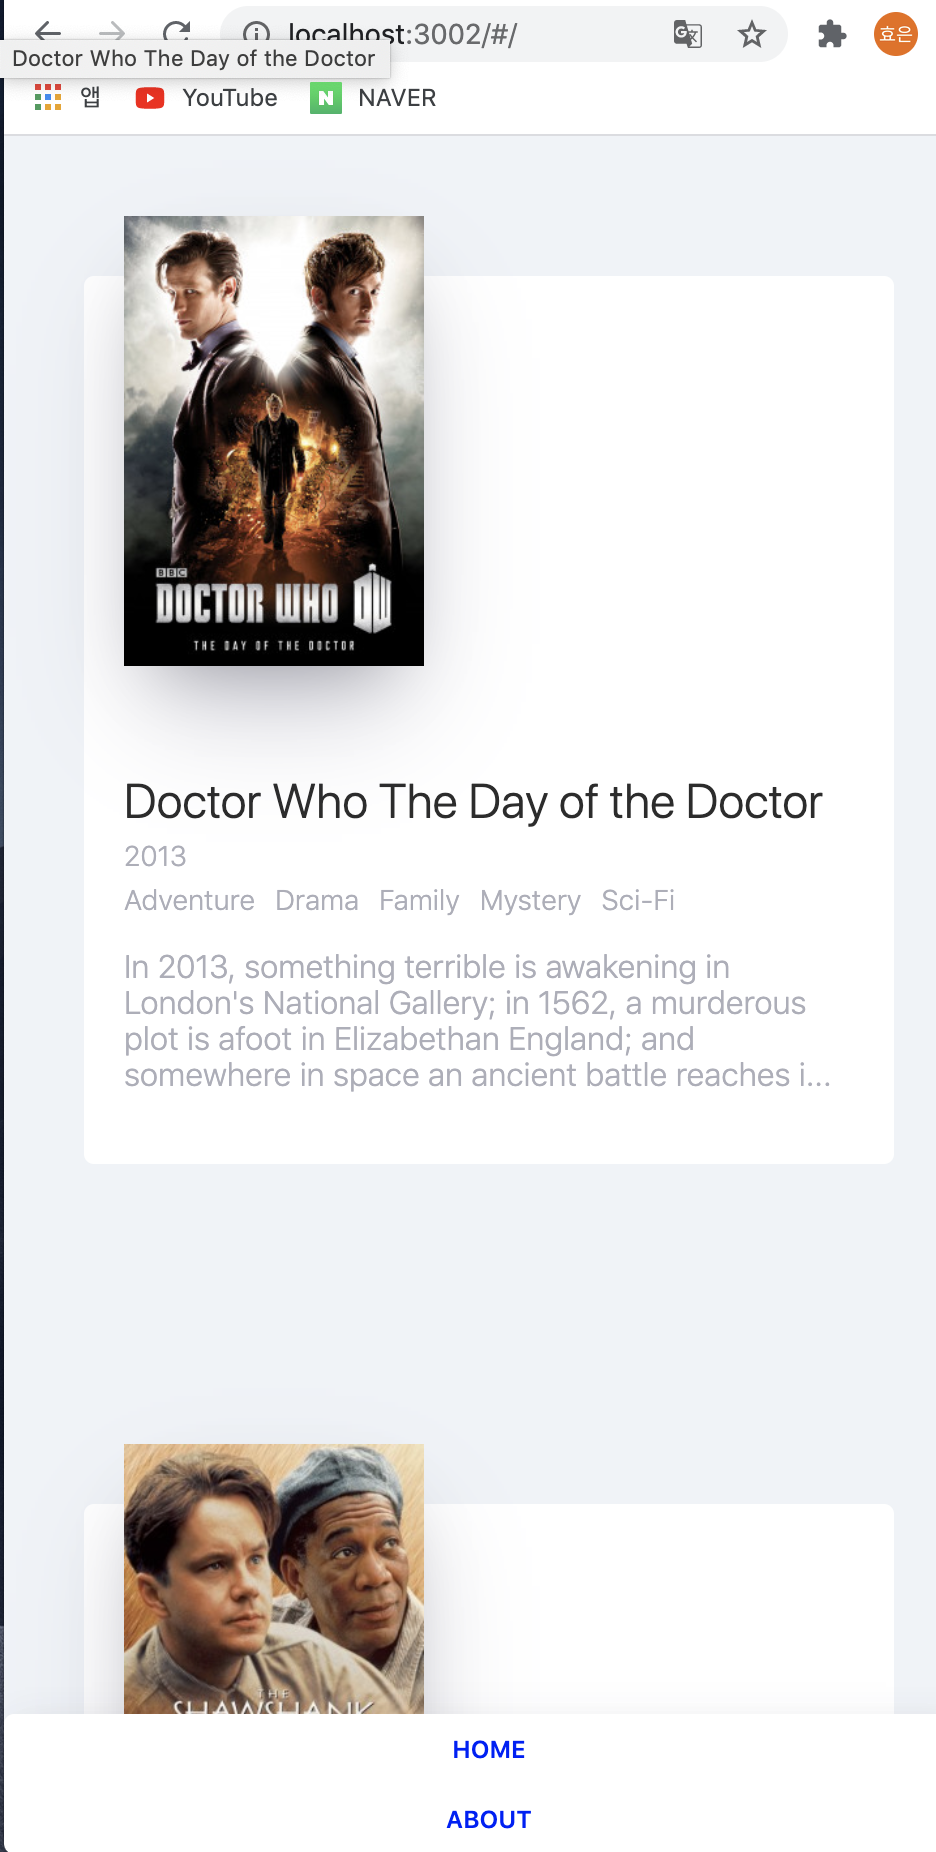 localhost:3002/#/
효은
Doctor Who The Day of the Doctor
앱
YouTube
N
NAVER
BBC
DOCTOR WHO DW
THE DAY OF THE DOCTOR
Doctor Who The Day of the Doctor
2013
Adventure Drama Family Mystery Sci-Fi
In 2013, something terrible is awakening in
London's National Gallery; in 1562, a murderous
plot is afoot in Elizabethan England; and
somewhere in space an ancient battle reaches i...
THE
SHAWSHANK
HOME
ABOUT